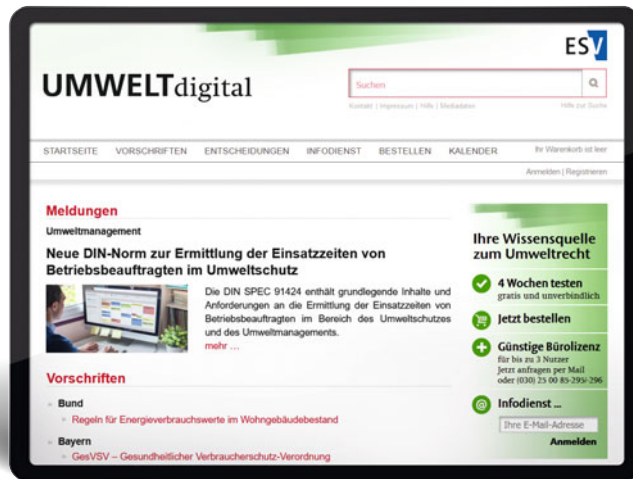 ESV
UMWELTdigital
Suchen
Kontakt | Impressum | Hilfe | Mediadaten
Hilfe zur Suche
STARTSEITE VORSCHRIFTEN ENTSCHEIDUNGEN INFODIENST BESTELLEN KALENDER Ihr Warenkorb ist leer
Anmelden | Registrieren
Meldungen
Umweltmanagement
Neue DIN-Norm zur Ermittlung der Einsatzzeiten von
Betriebsbeauftragten im Umweltschutz
Die DIN SPEC 91424 enthält grundlegende Inhalte und
Anforderungen an die Ermittlung der Einsatzzeiten von
Betriebsbeauftragten im Bereich des Umweltschutzes
und des Umweltmanagements.
mehr ...
Vorschriften
Bund
Regeln für Energieverbrauchswerte im Wohngebäudebestand
Bayern
GesVSV – Gesundheitlicher Verbraucherschutz-Verordnung
Ihre Wissensquelle
zum Umweltrecht
4 Wochen testen
gratis und unverbindlich
Jetzt bestellen
Günstige Bürolizenz
für bis zu 3 Nutzer
Jetzt anfragen per Mail
oder (030) 25 00 85-295/-296
Infodienst ...
Ihre E-Mail-Adresse
Anmelden